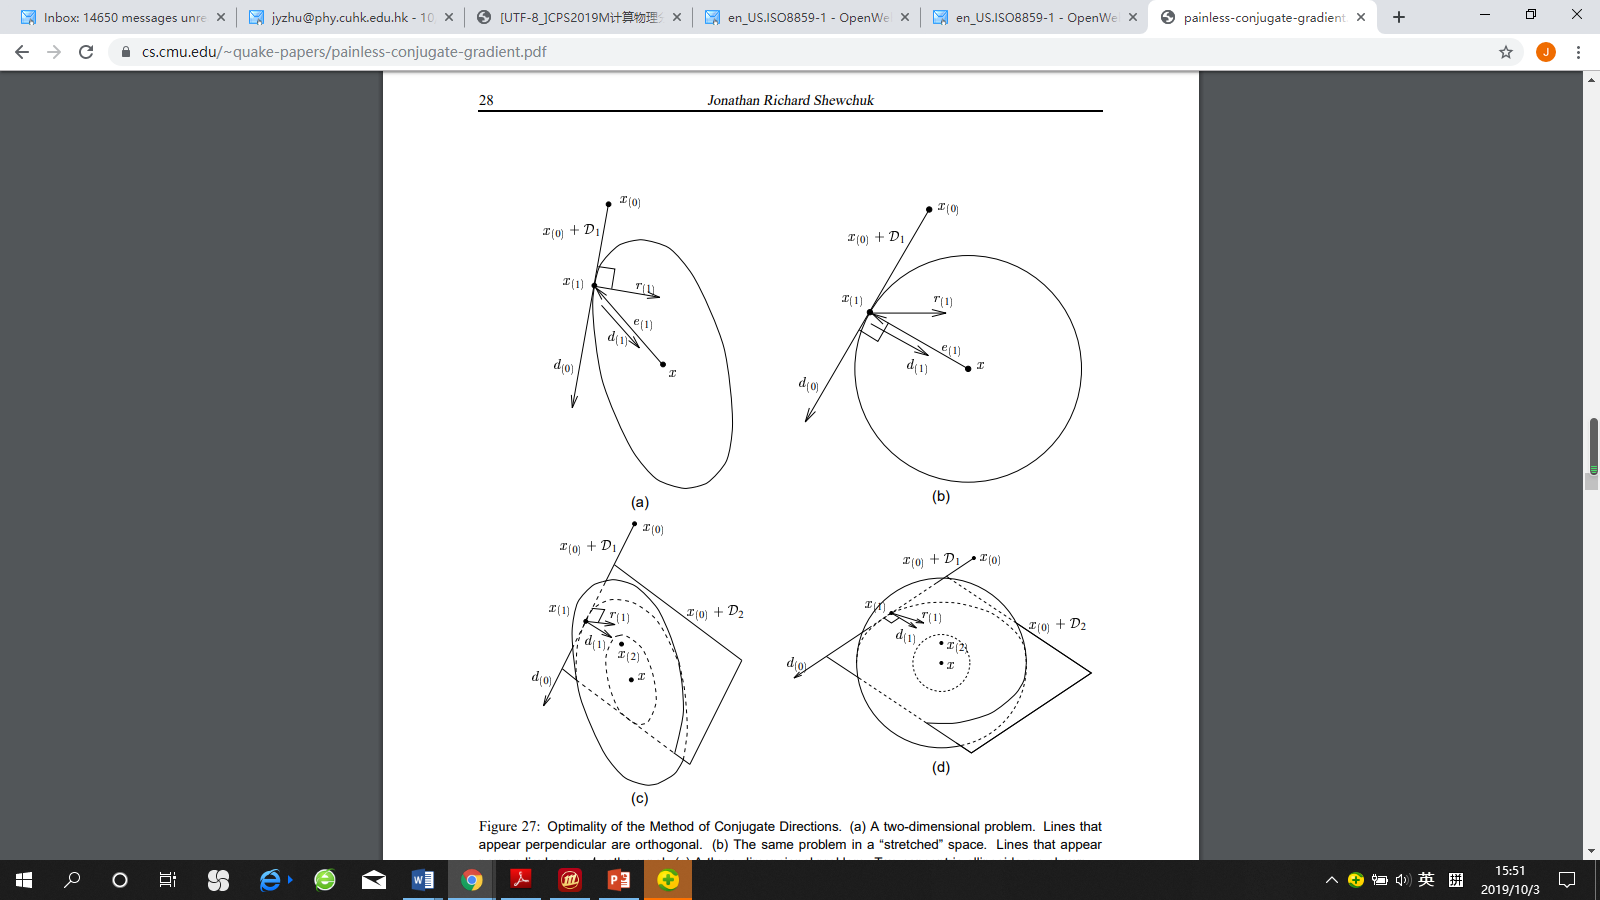 Inbox: 14650 messages unre
jyzhu@phy.cuhk.edu.hk - 10
[UTF-8_]CPS2019M计算物理分
en_US.ISO8859-1 - OpenWe
en_US.ISO8859-1 - OpenWe
painless-conjugate-gradient.
cs.cmu.edu/~quake-papers/painless-conjugate-gradient.pdf
J
28 Jonathan Richard Shewchuk
x(0)
x(0) + D1
x(1)
r(1)
e(1)
d(1)
d(0)
x
(a)
x(0)
x(0) + D1
x(1)
r(1)
e(1)
d(1)
x
d(0)
(b)
x(0)
x(0) + D1
x(1)
r(1)
x(0) + D2
d(1)
x(2)
x
d(0)
(c)
x(0) + D1
x(0)
x(1)
r(1)
x(0) + D2
d(1)
x(2)
x
d(0)
(d)
Figure 27: Optimality of the Method of Conjugate Directions. (a) A two-dimensional problem. Lines that
appear perpendicular are orthogonal. (b) The same problem in a “stretched” space. Lines that appear
英
拼
15:51
2019/10/3